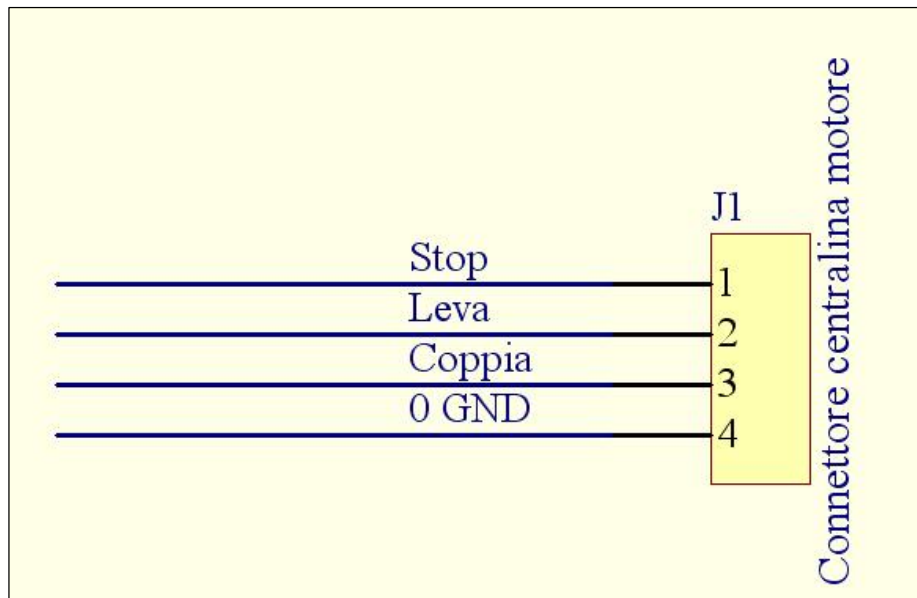 J1
Stop
1
Leva
2
Coppia
3
0 GND
4
Connettore centralina motore